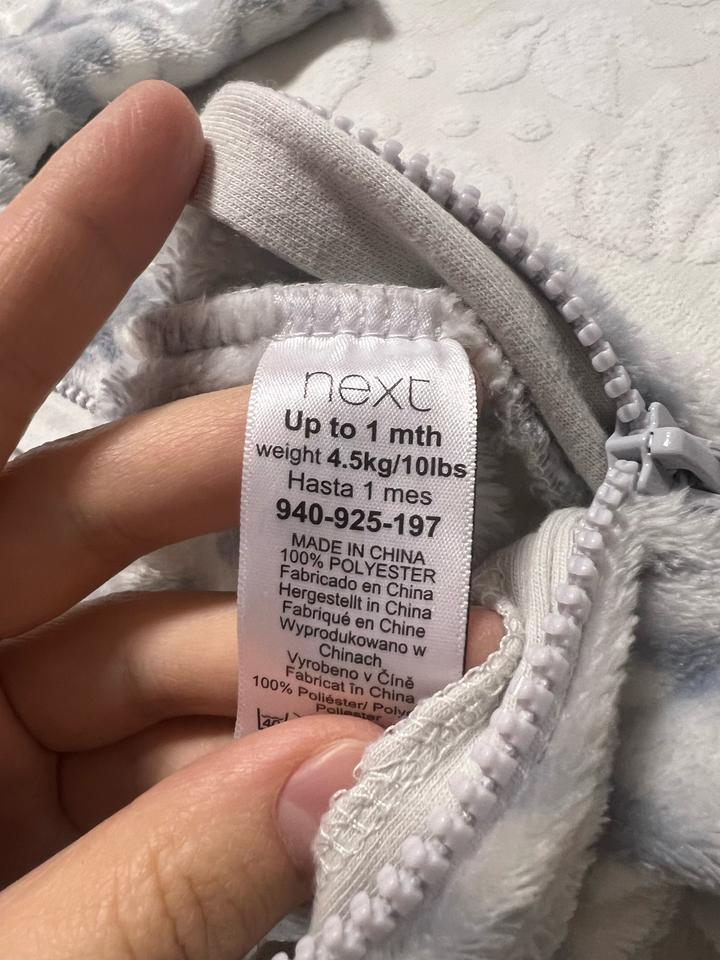 next
Up to 1 mth
weight 4.5kg/10lbs
Hasta 1 mes
940-925-197
MADE IN CHINA
100% POLYESTER
Fabricado en China
Hergestellt in China
Fabriqué en Chine
Wyprodukowano w
Chinach
Vyrobeno v Číně
Fabricat în China
100% Poliéster/
Poliester